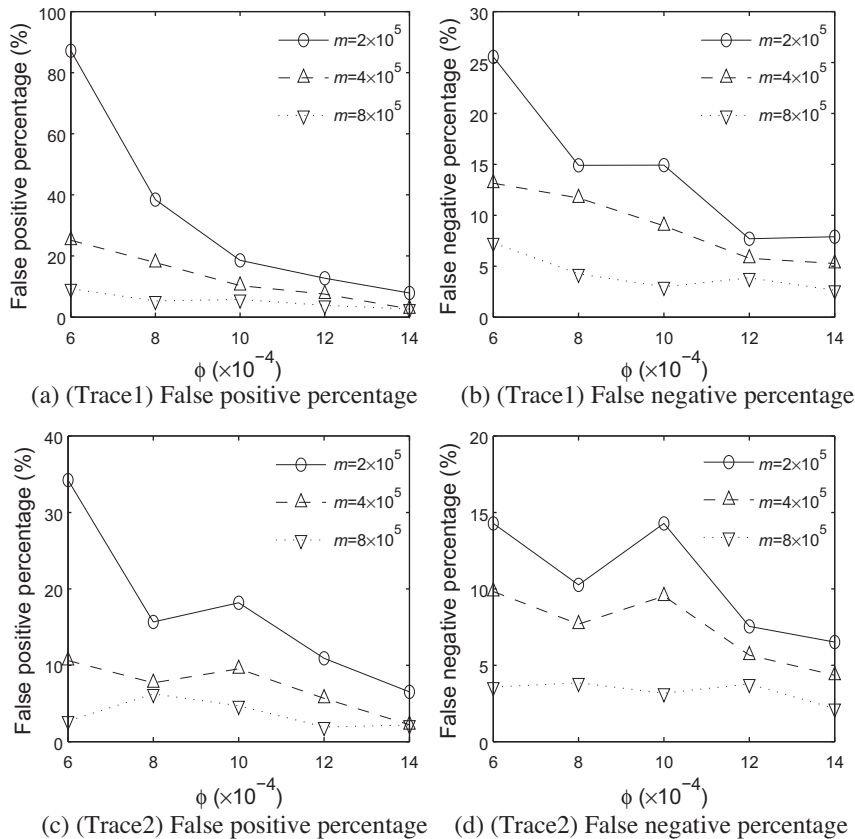 100
80
60
40
20
0
False positive percentage (%)
m=2×10^5
m=4×10^5
m=8×10^5
6 8 10 12 14
ϕ (×10^−4)
(a) (Trace1) False positive percentage
30
25
20
15
10
5
0
False negative percentage (%)
m=2×10^5
m=4×10^5
m=8×10^5
6 8 10 12 14
ϕ (×10^−4)
(b) (Trace1) False negative percentage
40
30
20
10
0
False positive percentage (%)
m=2×10^5
m=4×10^5
m=8×10^5
6 8 10 12 14
ϕ (×10^−4)
(c) (Trace2) False positive percentage
20
15
10
5
0
False negative percentage (%)
m=2×10^5
m=4×10^5
m=8×10^5
6 8 10 12 14
ϕ (×10^−4)
(d) (Trace2) False negative percentage